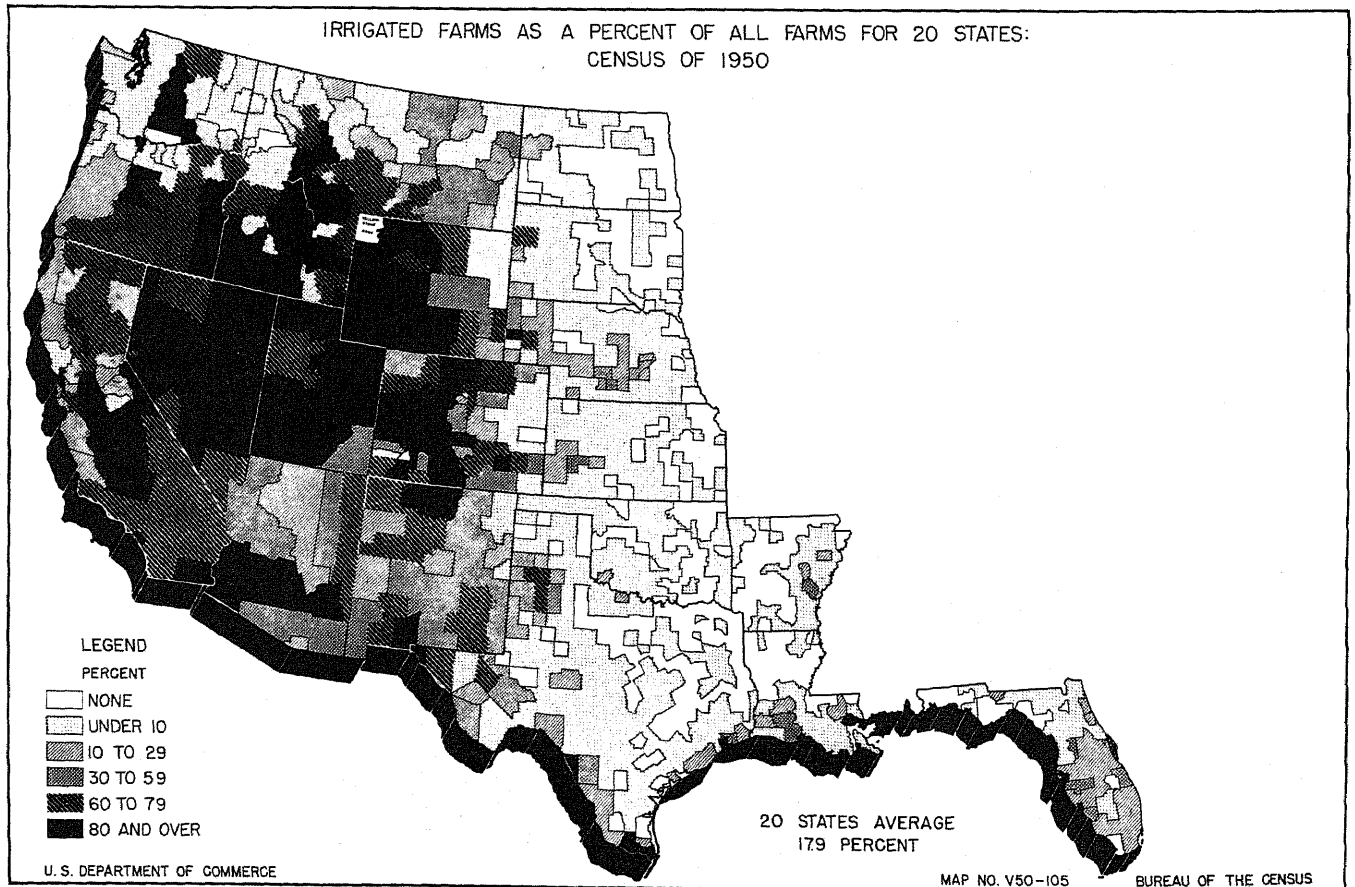 IRRIGATED FARMS AS A PERCENT OF ALL FARMS FOR 20 STATES:
CENSUS OF 1950
LEGEND
PERCENT
NONE
UNDER 10
10 TO 29
30 TO 59
60 TO 79
80 AND OVER
20 STATES AVERAGE
17.9 PERCENT
U. S. DEPARTMENT OF COMMERCE
MAP NO. V50-105
BUREAU OF THE CENSUS